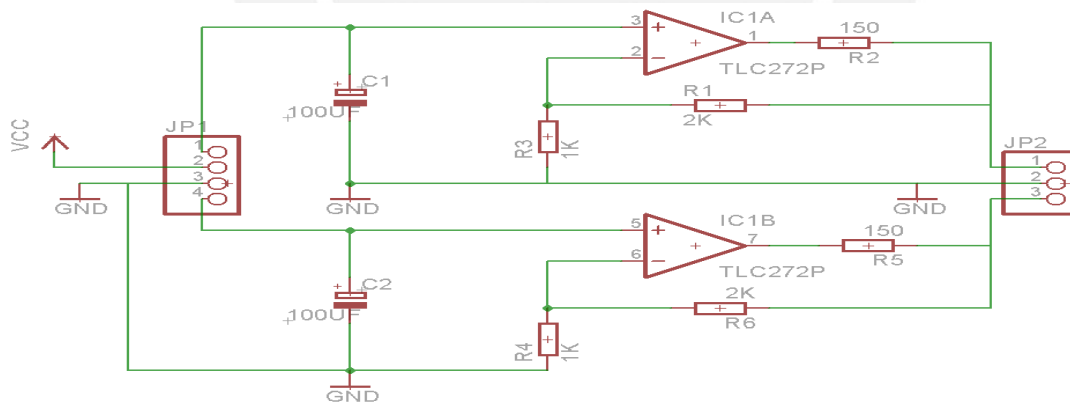 IC1A
3
2
1
TLC272P
150
R2
C1
100UF
R1
2K
R3
1K
VCC
JP1
1
2
3
4
GND
GND
GND
JP2
1
2
3
IC1B
5
6
7
TLC272P
150
R5
C2
100UF
2K
R6
R4
1K
GND